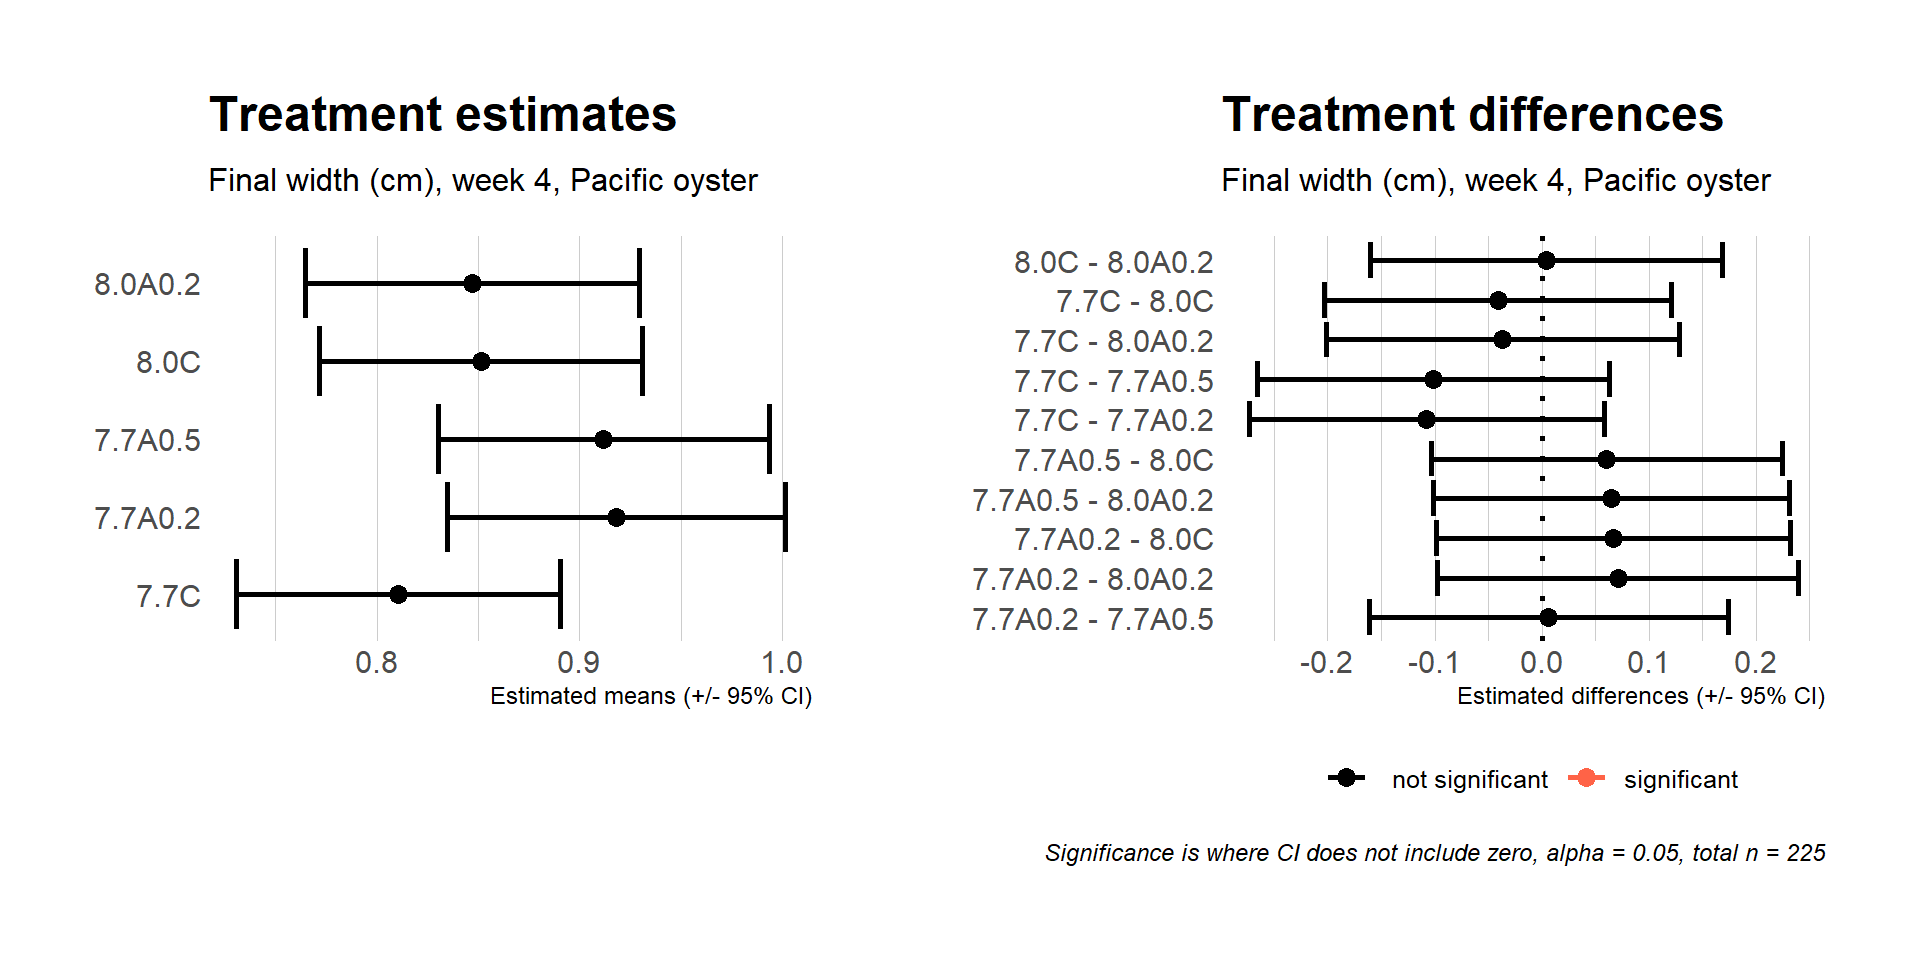 Treatment estimates
Final width (cm), week 4, Pacific oyster
8.0A0.2
8.0C
7.7A0.5
7.7A0.2
7.7C
0.8 0.9 1.0
Estimated means (+/- 95% CI)
Treatment differences
Final width (cm), week 4, Pacific oyster
8.0C - 8.0A0.2
7.7C - 8.0C
7.7C - 8.0A0.2
7.7C - 7.7A0.5
7.7C - 7.7A0.2
7.7A0.5 - 8.0C
7.7A0.5 - 8.0A0.2
7.7A0.2 - 8.0C
7.7A0.2 - 8.0A0.2
7.7A0.2 - 7.7A0.5
-0.2 -0.1 0.0 0.1 0.2
Estimated differences (+/- 95% CI)
not significant significant
Significance is where CI does not include zero, alpha = 0.05, total n = 225